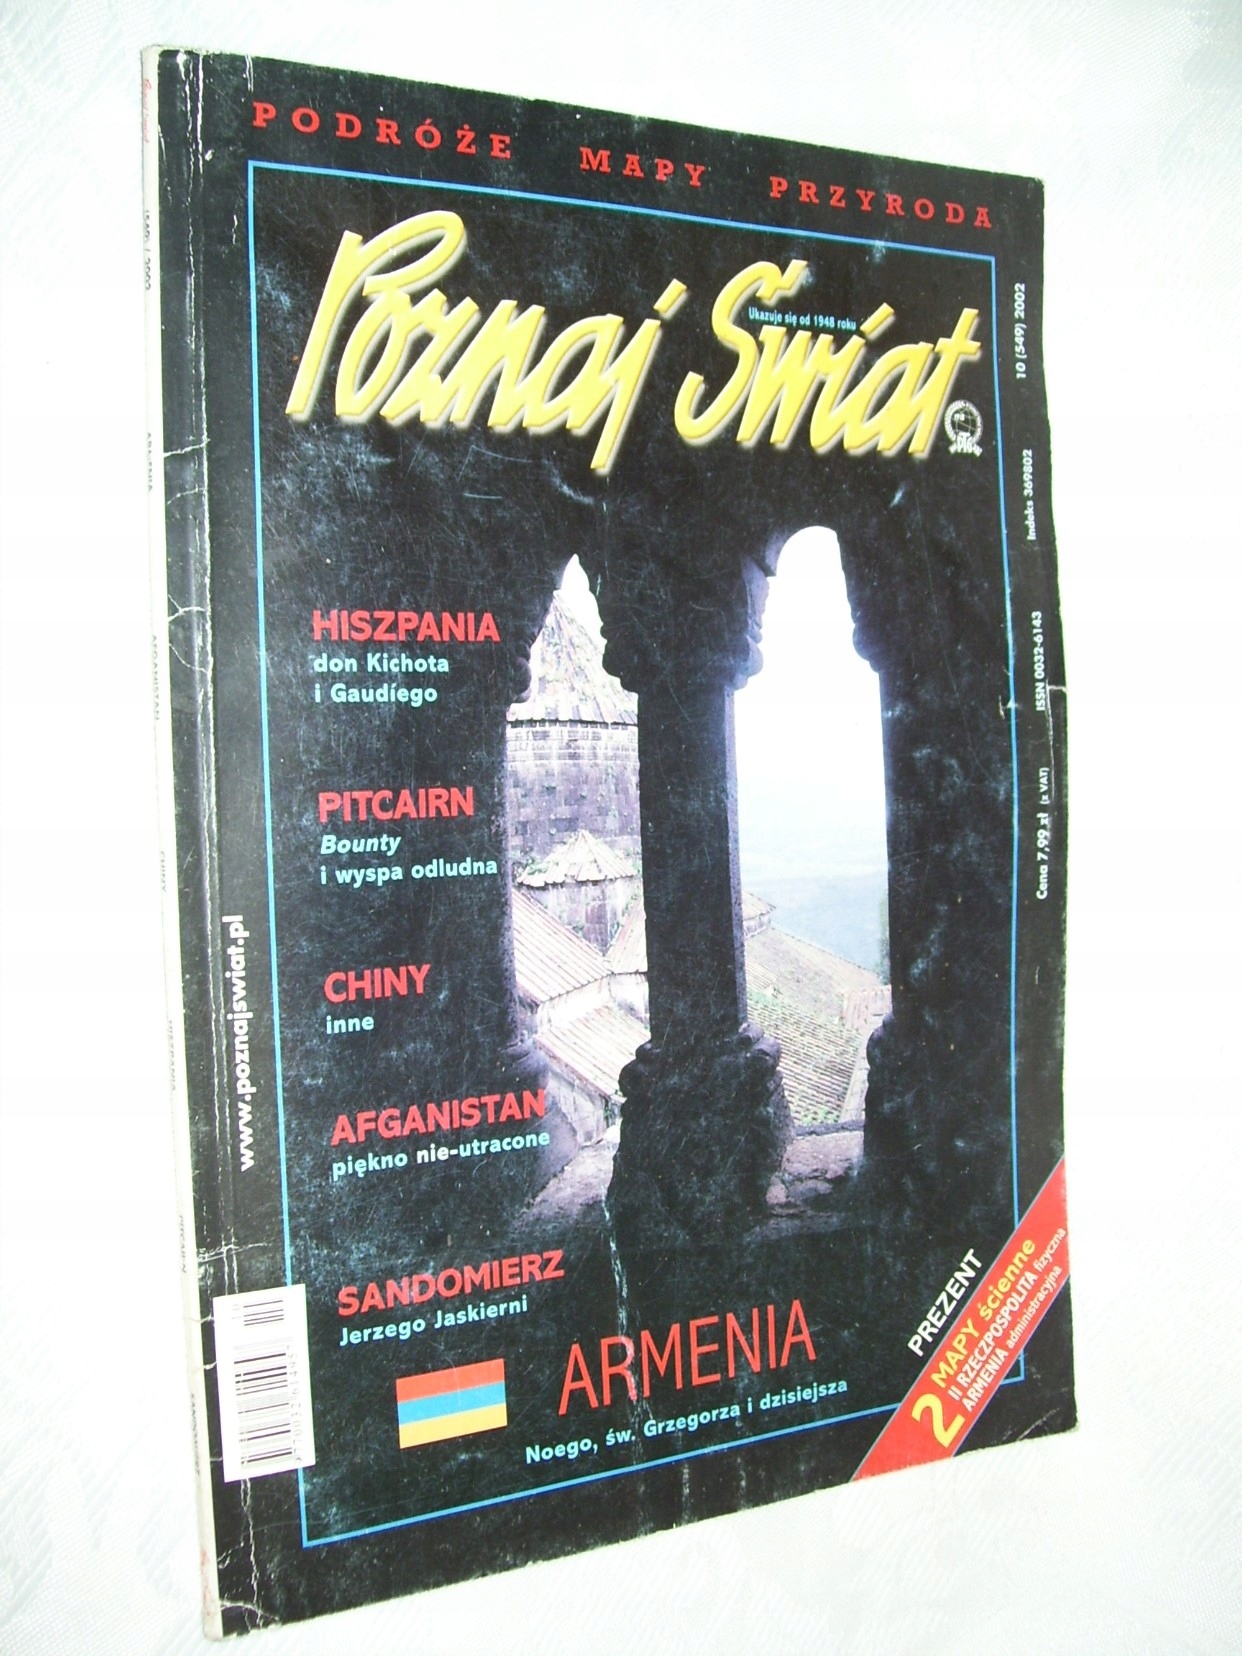 PODRÓŻE MAPY PRZYRODA
Poznaj Świat
Ukazuje się od 1948 roku
10 (549) 2002
Indeks 369802
ISSN 0032-6143
Cena 7,99 zł (z VAT)
HISZPANIA
don Kichota
i Gaudíego
PITCAIRN
Bounty
i wyspa odludna
CHINY
inne
AFGANISTAN
piękno nie-utracone
SANDOMIERZ
Jerzego Jaskierni
ARMENIA
Noego, św. Grzegorza i dzisiejsza
PREZENT
2 MAPY ścienne
II RZECZPOSPOLITA fizyczna
ARMENIA administracyjna
www.poznajswiat.pl